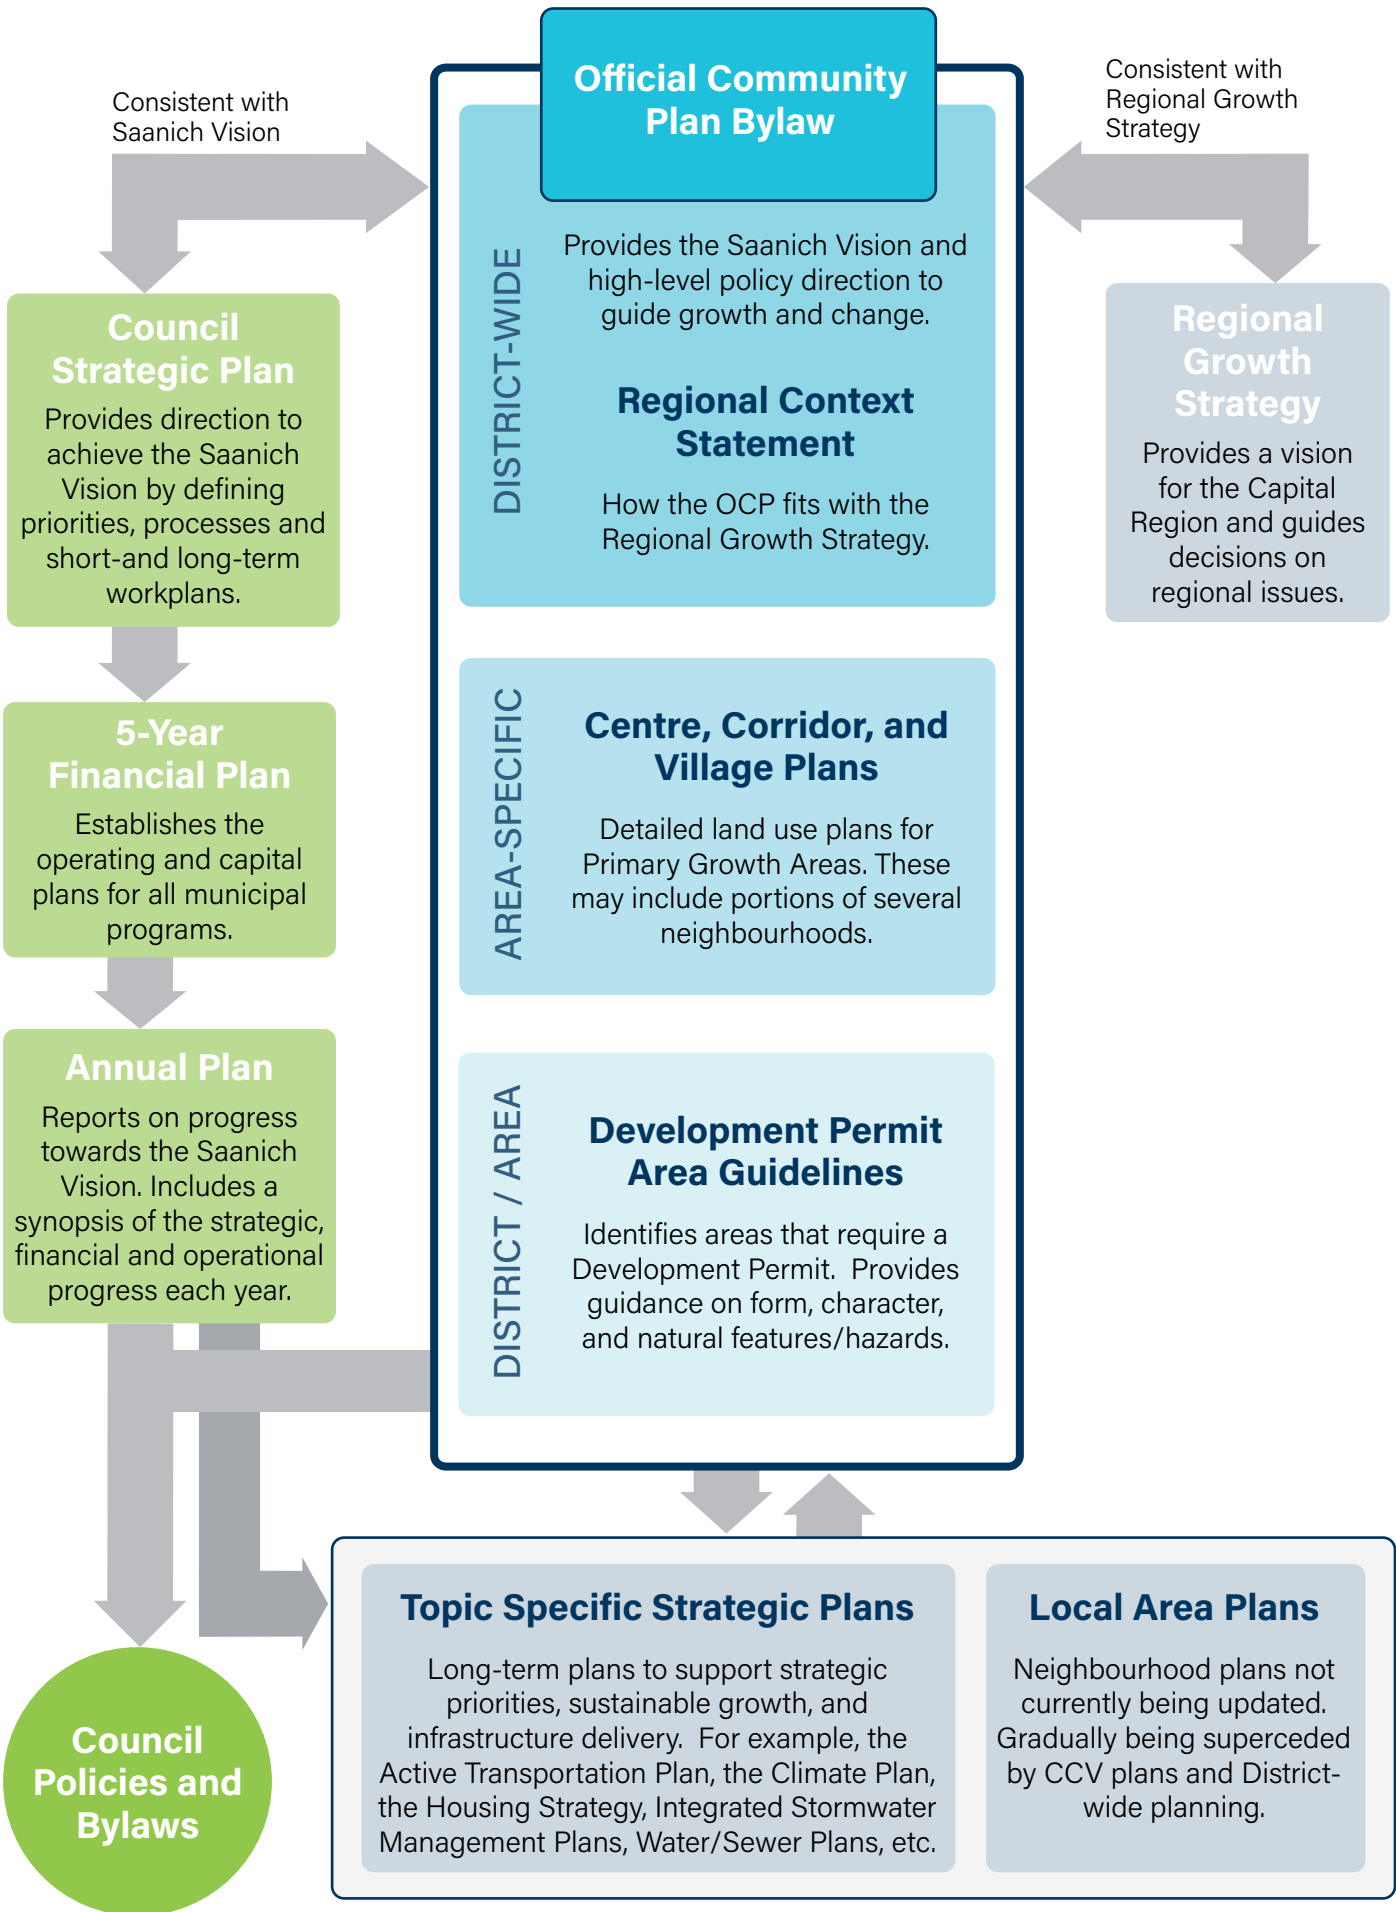 Official Community
Plan Bylaw
Consistent with
Saanich Vision
Consistent with
Regional Growth
Strategy
DISTRICT-WIDE
Provides the Saanich Vision and
high-level policy direction to
guide growth and change.
Regional Context
Statement
How the OCP fits with the
Regional Growth Strategy.
Council
Strategic Plan
Provides direction to
achieve the Saanich
Vision by defining
priorities, processes and
short-and long-term
workplans.
Regional
Growth
Strategy
Provides a vision
for the Capital
Region and guides
decisions on
regional issues.
5-Year
Financial Plan
Establishes the
operating and capital
plans for all municipal
programs.
AREA-SPECIFIC
Centre, Corridor, and
Village Plans
Detailed land use plans for
Primary Growth Areas. These
may include portions of several
neighbourhoods.
Annual Plan
Reports on progress
towards the Saanich
Vision. Includes a
synopsis of the strategic,
financial and operational
progress each year.
DISTRICT / AREA
Development Permit
Area Guidelines
Identifies areas that require a
Development Permit.  Provides
guidance on form, character,
and natural features/hazards.
Topic Specific Strategic Plans
Long-term plans to support strategic
priorities, sustainable growth, and
infrastructure delivery.  For example, the
Active Transportation Plan, the Climate Plan,
the Housing Strategy, Integrated Stormwater
Management Plans, Water/Sewer Plans, etc.
Local Area Plans
Neighbourhood plans not
currently being updated.
Gradually being superceded
by CCV plans and District-
wide planning.
Council
Policies and
Bylaws